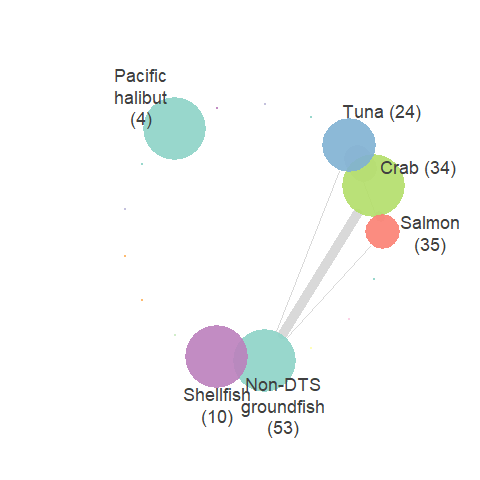 Pacific
halibut
(4)
Tuna (24)
Crab (34)
Salmon
(35)
Shellfish
(10)
Non-DTS
groundfish
(53)